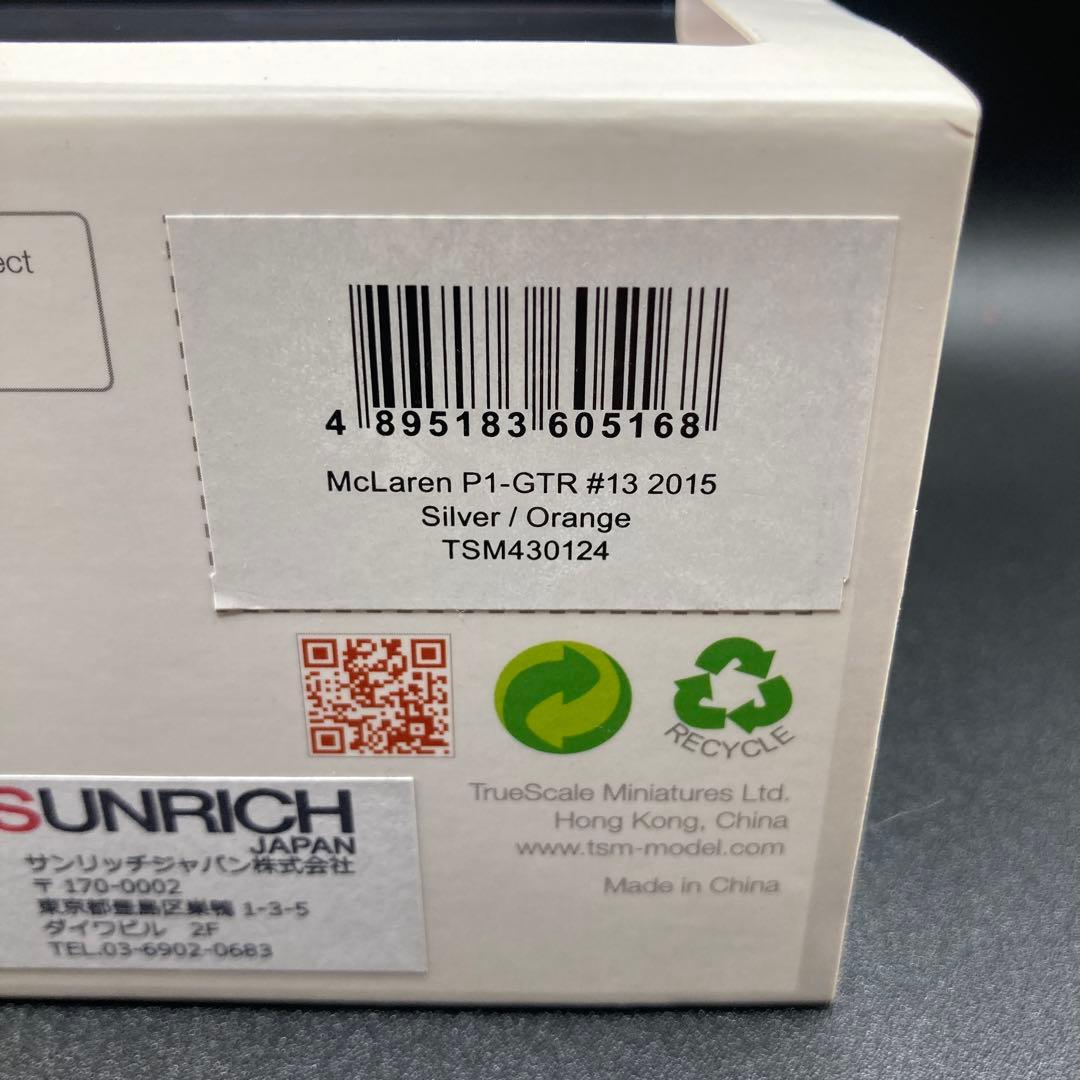 ect
4 895183 605168
McLaren P1-GTR #13 2015
Silver / Orange
TSM430124
RECYCLE
TrueScale Miniatures Ltd.
Hong Kong, China
www.tsm-model.com
Made in China
SUNRICH
JAPAN
サンリッチジャパン株式会社
〒170-0002
東京都豊島区巣鴨 1-3-5
ダイワビル 2F
TEL.03-6902-0683